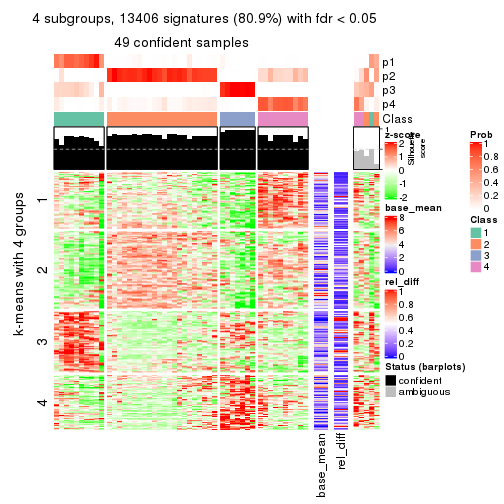 4 subgroups, 13406 signatures (80.9%) with fdr < 0.05
49 confident samples
p1
p2
p3
p4
Class
1
Silhouette
score
k-means with 4 groups
1
2
3
4
base_mean
rel_diff
z-score
2
1
0
-1
-2
base_mean
8
6
4
2
0
rel_diff
1
0.8
0.6
0.4
0.2
0
Status (barplots)
confident
ambiguous
Prob
1
0.8
0.6
0.4
0.2
0
Class
1
2
3
4